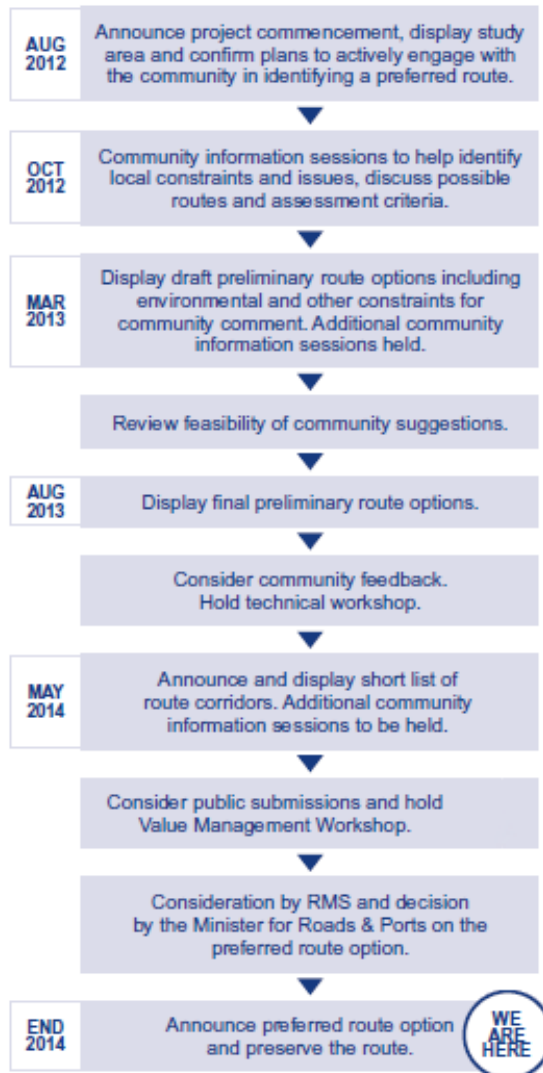 AUG
2012
Announce project commencement, display study
area and confirm plans to actively engage with
the community in identifying a preferred route.
OCT
2012
Community information sessions to help identify
local constraints and issues, discuss possible
routes and assessment criteria.
MAR
2013
Display draft preliminary route options including
environmental and other constraints for
community comment. Additional community
information sessions held.
Review feasibility of community suggestions.
AUG
2013
Display final preliminary route options.
Consider community feedback.
Hold technical workshop.
MAY
2014
Announce and display short list of
route corridors. Additional community
information sessions to be held.
Consider public submissions and hold
Value Management Workshop.
Consideration by RMS and decision
by the Minister for Roads & Ports on the
preferred route option.
END
2014
Announce preferred route option
and preserve the route.
WE
ARE
HERE